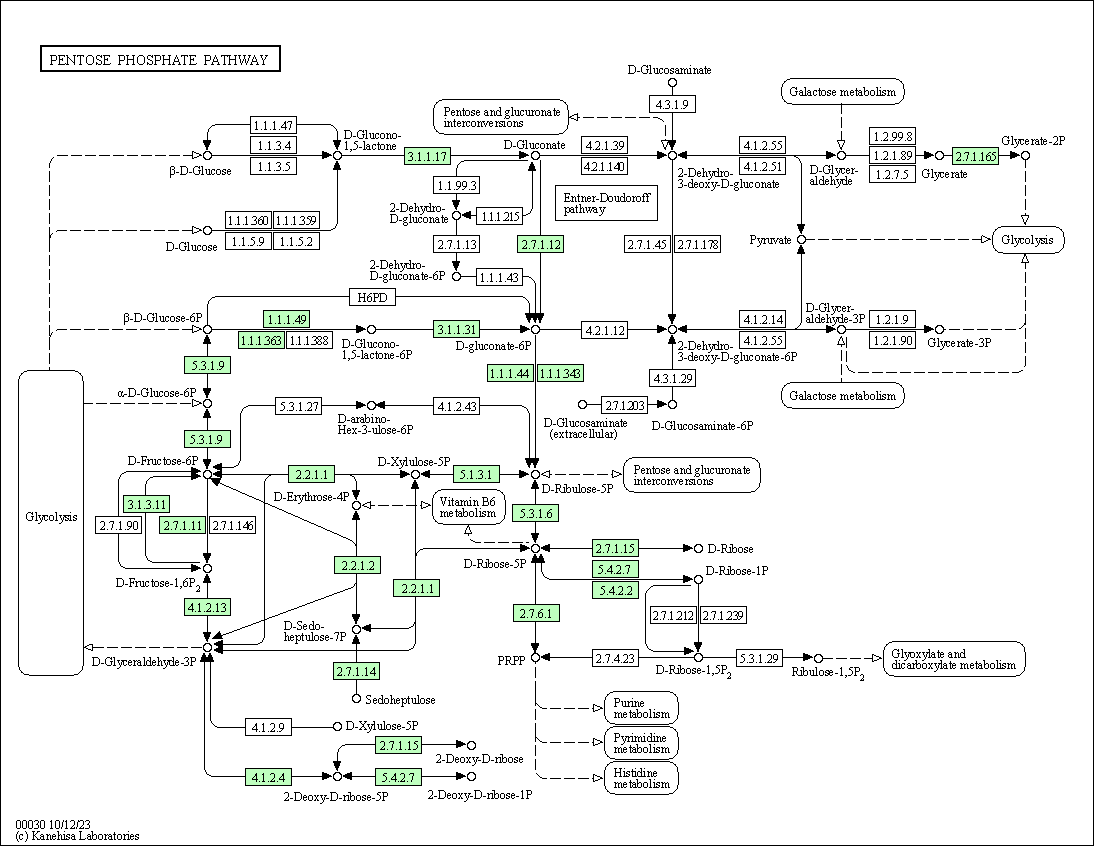 PENTOSE PHOSPHATE PATHWAY
D-Glucosaminate
4.3.1.9
Galactose metabolism
Pentose and glucuronate
interconversions
1.1.1.47
1.1.3.4
1.1.3.5
β-D-Glucose
D-Glucono-
1,5-lactone
3.1.1.17
D-Gluconate
4.2.1.39
4.2.1.140
2-Dehydro-
3-deoxy-D-gluconate
4.1.2.55
4.1.2.51
D-Glycer-
aldehyde
1.2.99.8
1.2.1.89
1.2.7.5
Glycerate
2.7.1.165
Glycerate-2P
1.1.99.3
2-Dehydro-
D-gluconate
1.1.1.215
Entner-Doudoroff
pathway
1.1.1.360
1.1.1.359
1.1.5.9
1.1.5.2
D-Glucose
2.7.1.13
2.7.1.12
2.7.1.45
2.7.1.178
Pyruvate
Glycolysis
2-Dehydro-
D-gluconate-6P
1.1.1.43
H6PD
β-D-Glucose-6P
1.1.1.49
1.1.1.363
1.1.1.388
D-Glucono-
1,5-lactone-6P
3.1.1.31
D-gluconate-6P
4.2.1.12
2-Dehydro-
3-deoxy-D-gluconate-6P
4.1.2.14
4.1.2.55
D-Glycer-
aldehyde-3P
1.2.1.9
1.2.1.90
Glycerate-3P
5.3.1.9
1.1.1.44
1.1.1.343
4.3.1.29
Galactose metabolism
α-D-Glucose-6P
5.3.1.27
D-arabino-
Hex-3-ulose-6P
4.1.2.43
2.7.1.203
D-Glucosaminate
(extracellular)
D-Glucosaminate-6P
5.3.1.9
D-Fructose-6P
2.2.1.1
D-Xylulose-5P
5.1.3.1
D-Ribulose-5P
Pentose and glucuronate
interconversions
D-Erythrose-4P
Vitamin B6
metabolism
Glycolysis
3.1.3.11
2.7.1.90
2.7.1.11
2.7.1.146
5.3.1.6
2.7.1.15
D-Ribose
D-Ribose-5P
2.2.1.2
5.4.2.7
5.4.2.2
D-Ribose-1P
D-Fructose-1,6P2
2.2.1.1
4.1.2.13
2.7.6.1
2.7.1.212
2.7.1.239
D-Sedo-
heptulose-7P
D-Glyceraldehyde-3P
PRPP
2.7.4.23
D-Ribose-1,5P2
5.3.1.29
Ribulose-1,5P2
Glyoxylate and
dicarboxylate metabolism
2.7.1.14
Sedoheptulose
Purine
metabolism
4.1.2.9
D-Xylulose-5P
Pyrimidine
metabolism
2.7.1.15
2-Deoxy-D-ribose
4.1.2.4
2-Deoxy-D-ribose-5P
5.4.2.7
2-Deoxy-D-ribose-1P
Histidine
metabolism
00030 10/12/23
(c) Kanehisa Laboratories